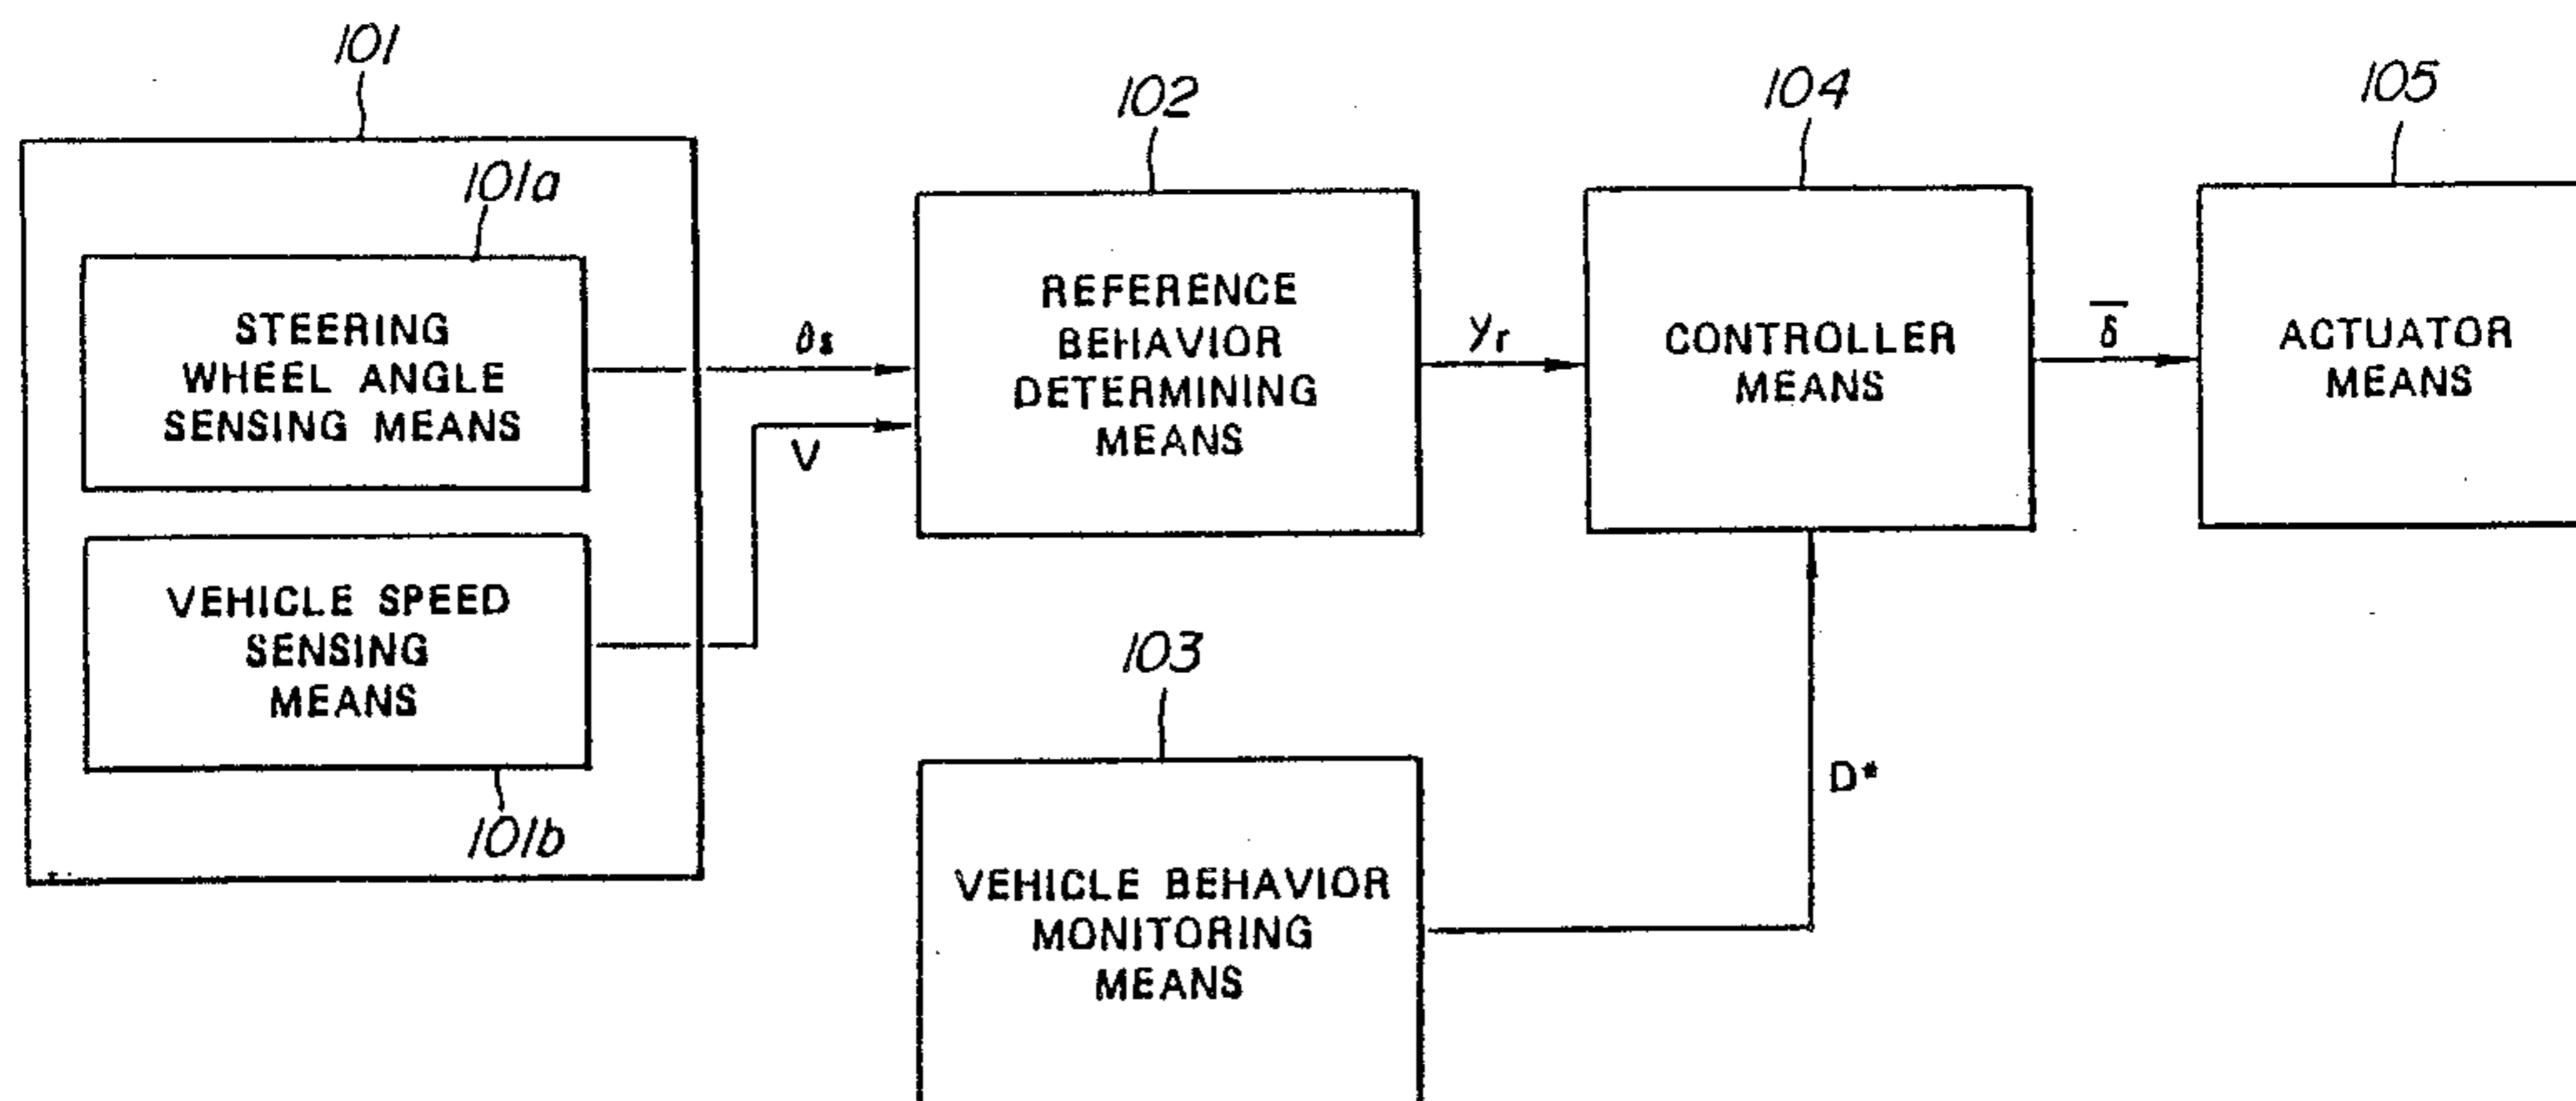 101
101a
STEERING
WHEEL ANGLE
SENSING MEANS
VEHICLE SPEED
SENSING
MEANS
101b
θs
V
102
REFERENCE
BEHAVIOR
DETERMINING
MEANS
yr
103
VEHICLE BEHAVIOR
MONITORING
MEANS
D*
104
CONTROLLER
MEANS
δ̅
105
ACTUATOR
MEANS